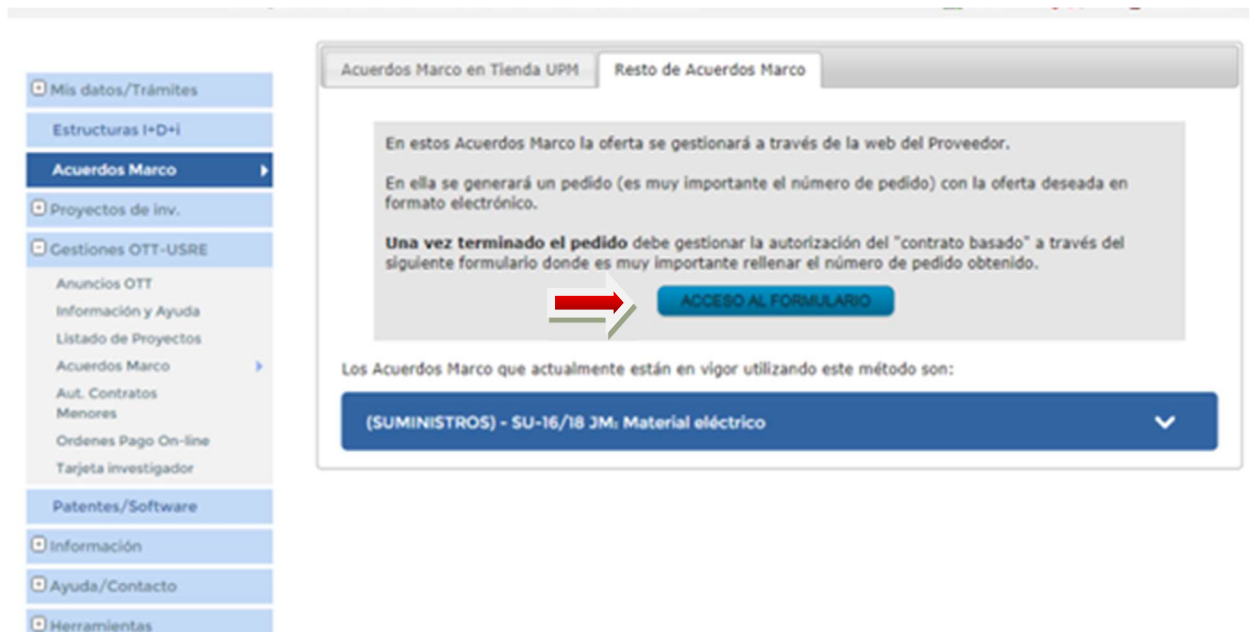 Mis datos/Trámites
Estructuras I+D+i
Acuerdos Marco
Proyectos de inv.
Gestiones OTT-USRE
Anuncios OTT
Información y Ayuda
Listado de Proyectos
Acuerdos Marco
Aut. Contratos
Menores
Ordenes Pago On-line
Tarjeta investigador
Patentes/Software
Información
Ayuda/Contacto
Herramientas
Acuerdos Marco en Tienda UPM
Resto de Acuerdos Marco
En estos Acuerdos Marco la oferta se gestionará a través de la web del Proveedor.
En ella se generará un pedido (es muy importante el número de pedido) con la oferta deseada en
formato electrónico.
Una vez terminado el pedido debe gestionar la autorización del "contrato basado" a través del
siguiente formulario donde es muy importante rellenar el número de pedido obtenido.
ACCESO AL FORMULARIO
Los Acuerdos Marco que actualmente están en vigor utilizando este método son:
(SUMINISTROS) - SU-16/18 JM: Material eléctrico